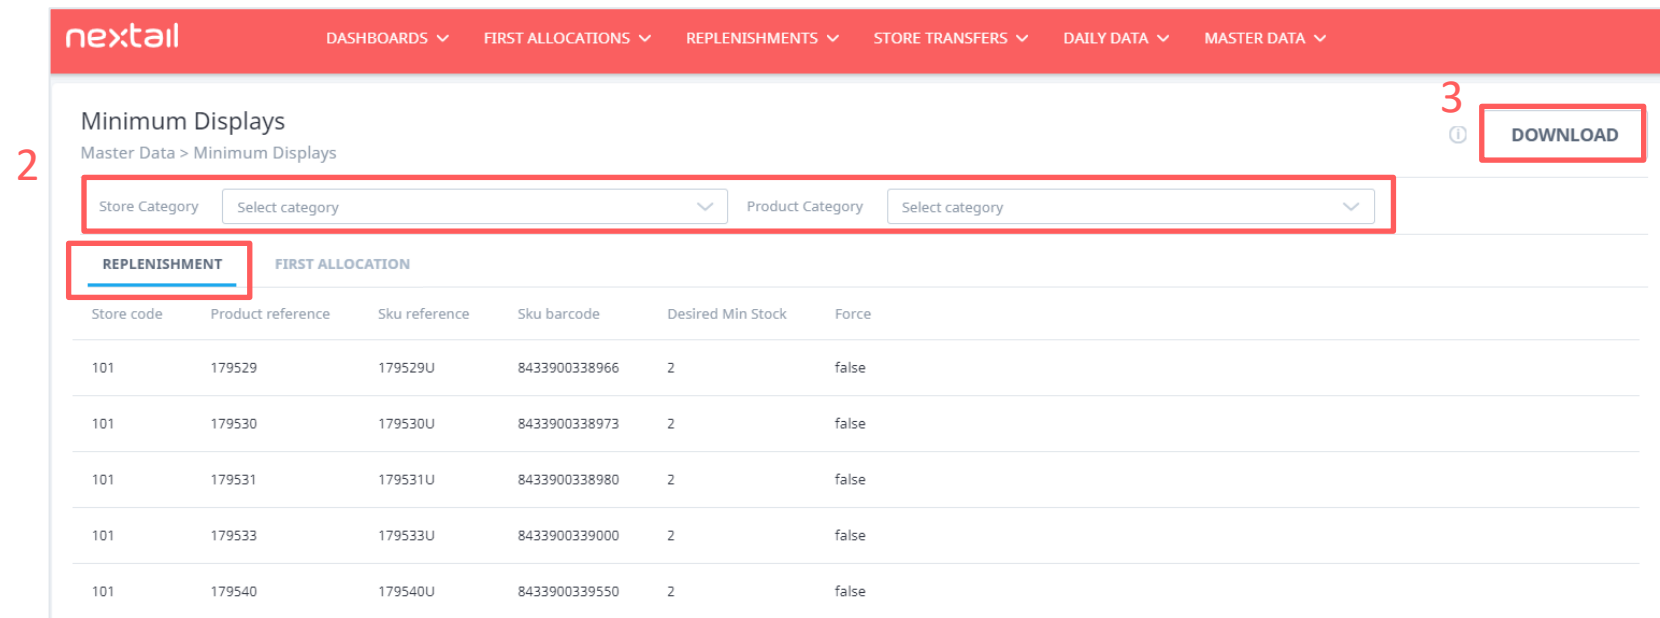 nextail DASHBOARDS FIRST ALLOCATIONS REPLENISHMENTS STORE TRANSFERS DAILY DATA MASTER DATA
3
Minimum Displays
DOWNLOAD
2
Master Data > Minimum Displays
Store Category Select category Product Category Select category
REPLENISHMENT FIRST ALLOCATION
Store code Product reference Sku reference Sku barcode Desired Min Stock Force
101 179529 179529U 8433900338966 2 false
101 179530 179530U 8433900338973 2 false
101 179531 179531U 8433900338980 2 false
101 179533 179533U 8433900339000 2 false
101 179540 179540U 8433900339550 2 false